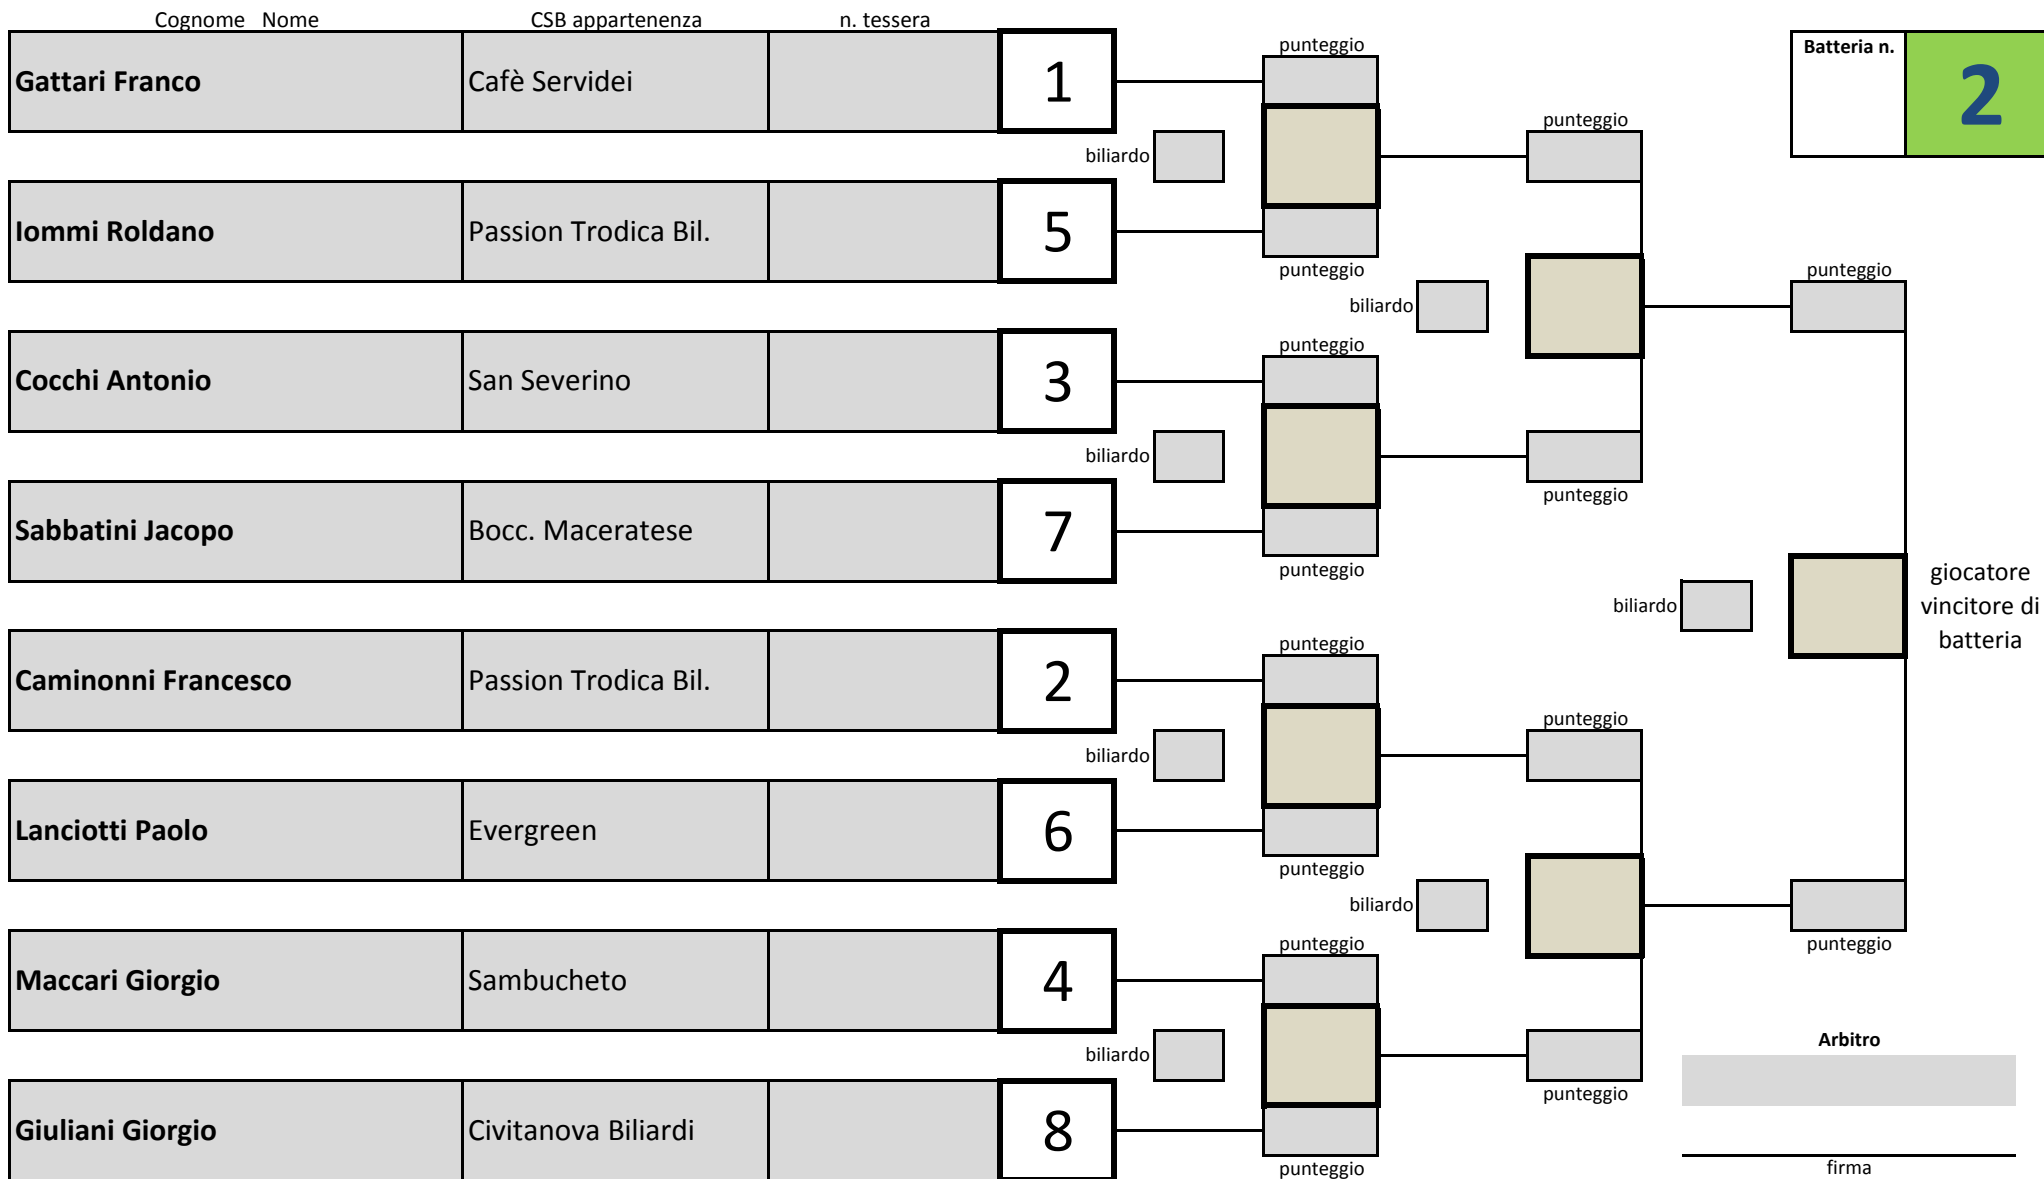 Cognome Nome CSB appartenenza n. tessera
Gattari Franco Cafè Servidei 1
punteggio
Batteria n. 2
biliardo
punteggio
Iommi Roldano Passion Trodica Bil. 5
punteggio
biliardo
punteggio
Cocchi Antonio San Severino 3
punteggio
biliardo
punteggio
Sabbatini Jacopo Bocc. Maceratese 7
punteggio
biliardo
giocatore
vincitore di
batteria
Caminonni Francesco Passion Trodica Bil. 2
punteggio
biliardo
punteggio
Lanciotti Paolo Evergreen 6
punteggio
biliardo
punteggio
Maccari Giorgio Sambucheto 4
punteggio
biliardo
punteggio
Arbitro
Giuliani Giorgio Civitanova Biliardi 8
punteggio
firma